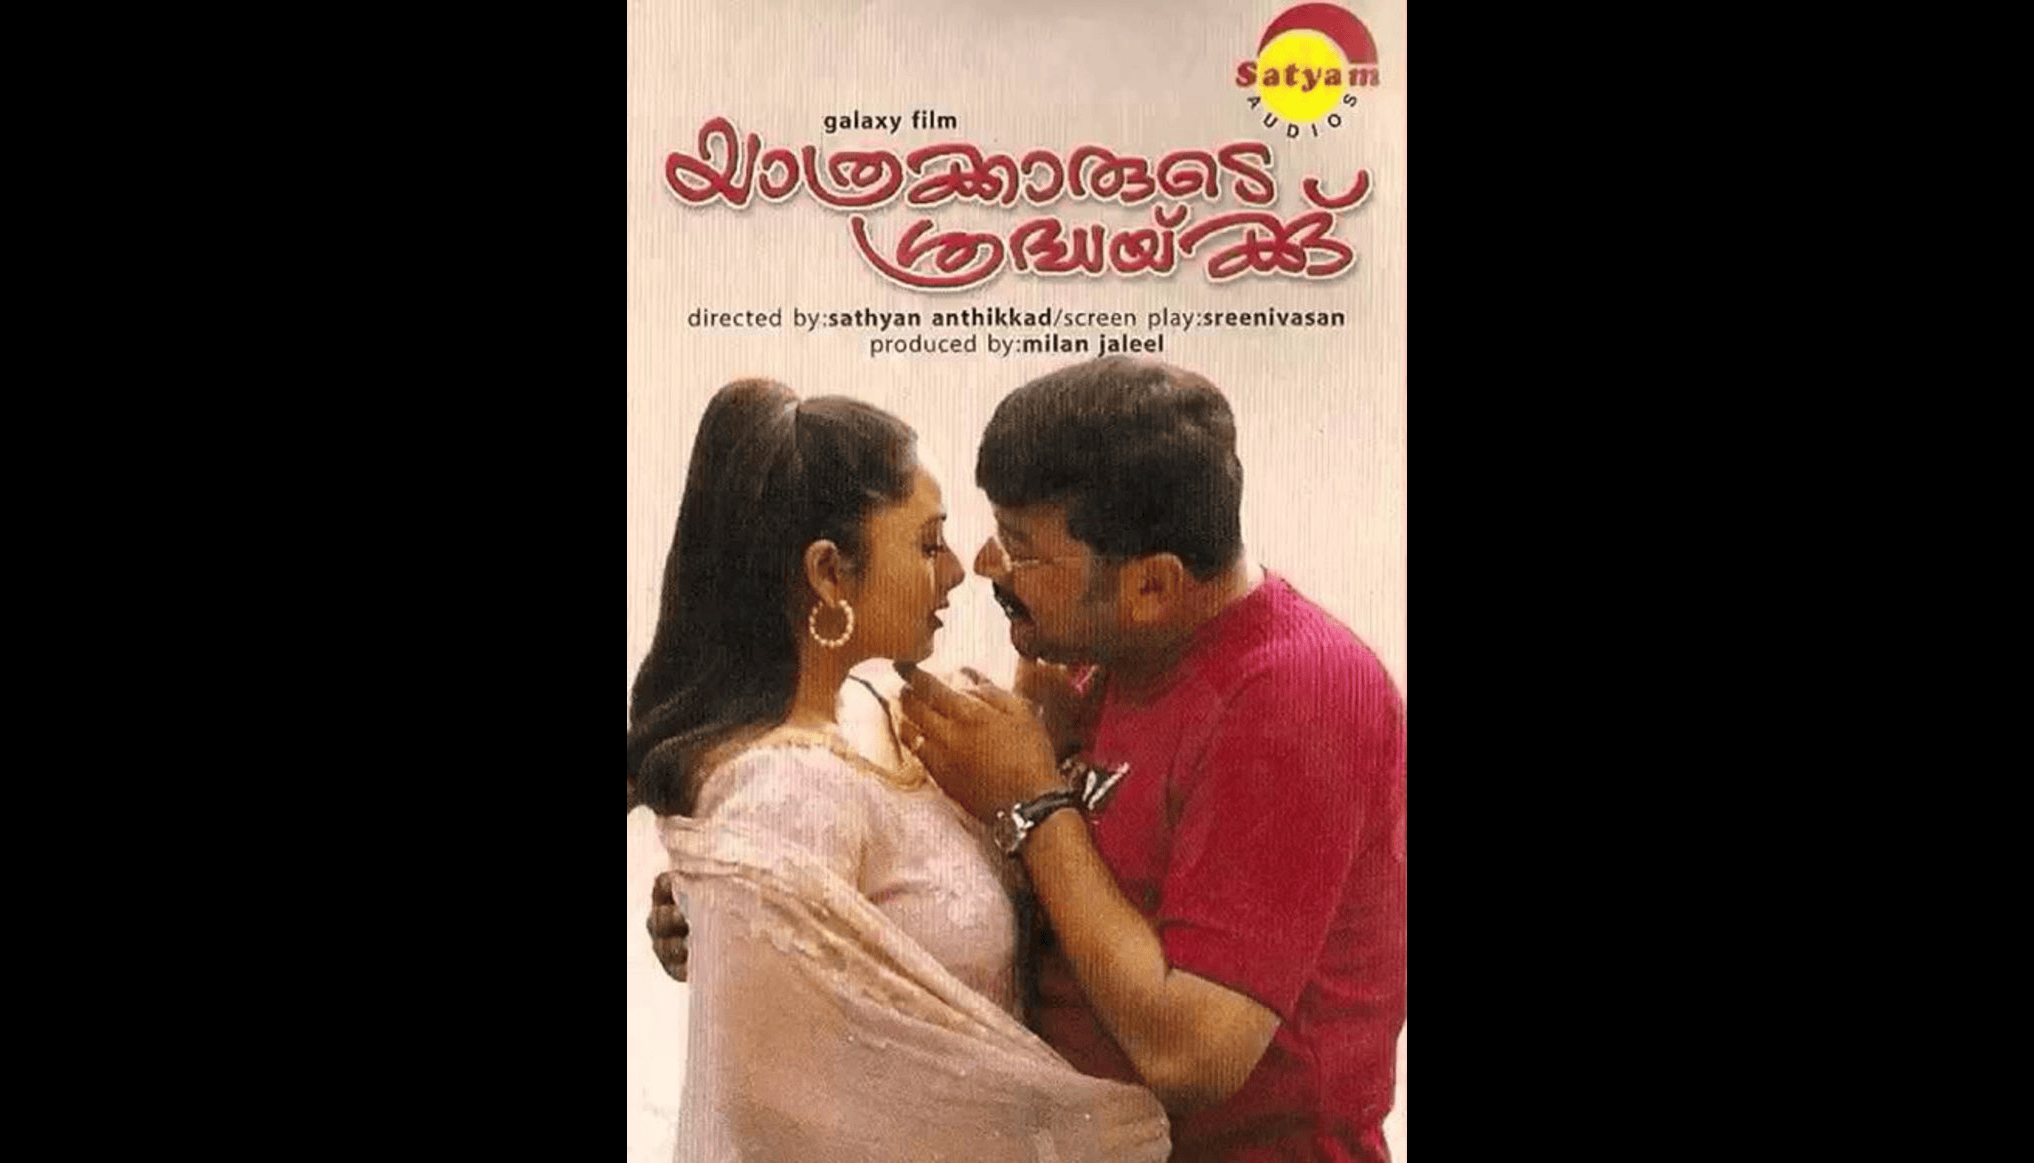 Satyam
AUDIOS
galaxy film
യാത്രക്കാരുടെ
ശ്രദ്ധയ്ക്ക്
directed by:sathyan anthikkad/screen play:sreenivasan
produced by:milan jaleel